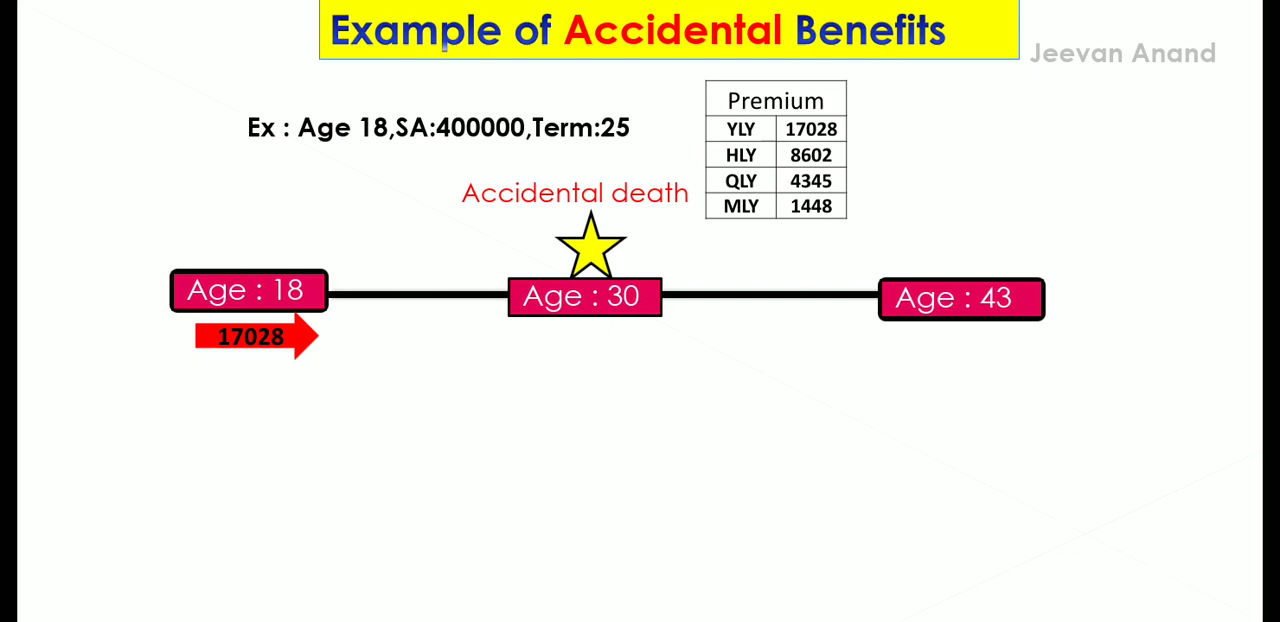 Example of Accidental Benefits
Jeevan Anand
Ex : Age 18,SA:400000,Term:25
Premium
YLY 17028
HLY 8602
QLY 4345
MLY 1448
Accidental death
Age : 18
Age : 30
Age : 43
17028